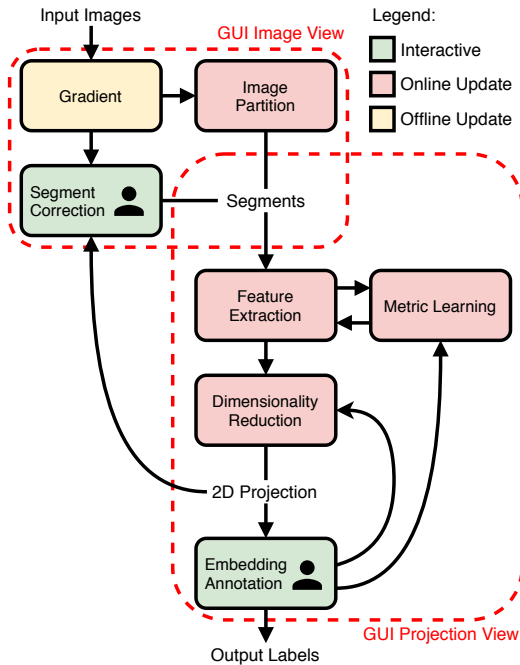 Input Images
Legend:
GUI Image View
Interactive
Online Update
Offline Update
Gradient
Image
Partition
Segment
Correction
Segments
Feature
Extraction
Metric Learning
Dimensionality
Reduction
2D Projection
Embedding
Annotation
GUI Projection View
Output Labels